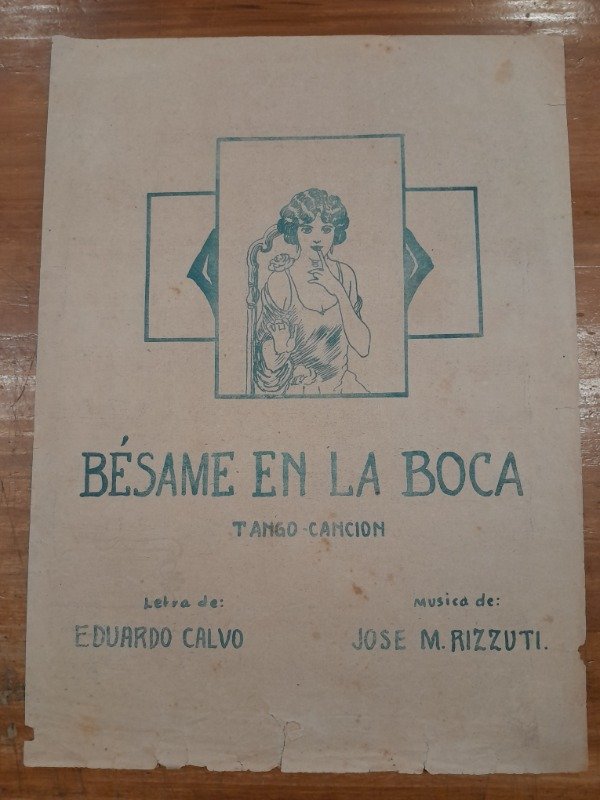 BÉSAME EN LA BOCA
TANGO-CANCION
Letra de:
EDUARDO CALVO
Musica de:
JOSE M. RIZZUTI.